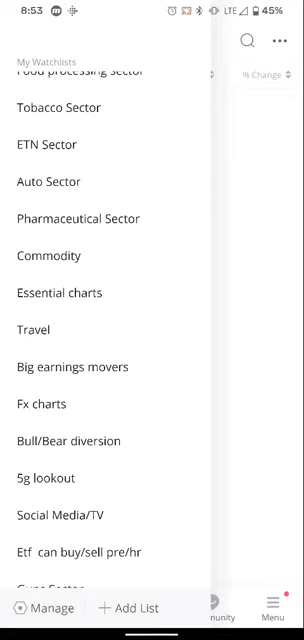 8:53
LTE 45%
My Watchlists
Food processing sector
% Change
Tobacco Sector
ETN Sector
Auto Sector
Pharmaceutical Sector
Commodity
Essential charts
Travel
Big earnings movers
Fx charts
Bull/Bear diversion
5g lookout
Social Media/TV
Etf can buy/sell pre/hr
Guns Sector
Manage
Add List
nunity
Menu